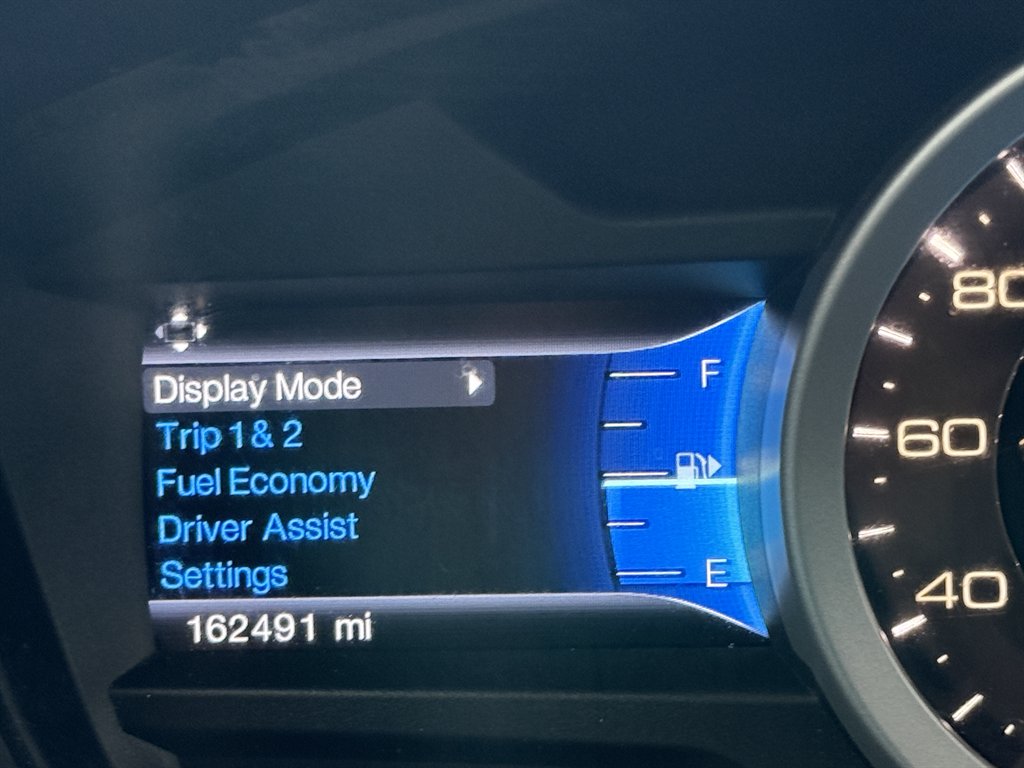 Display Mode
Trip 1 & 2
Fuel Economy
Driver Assist
Settings
162491 mi
F
E
80
60
40